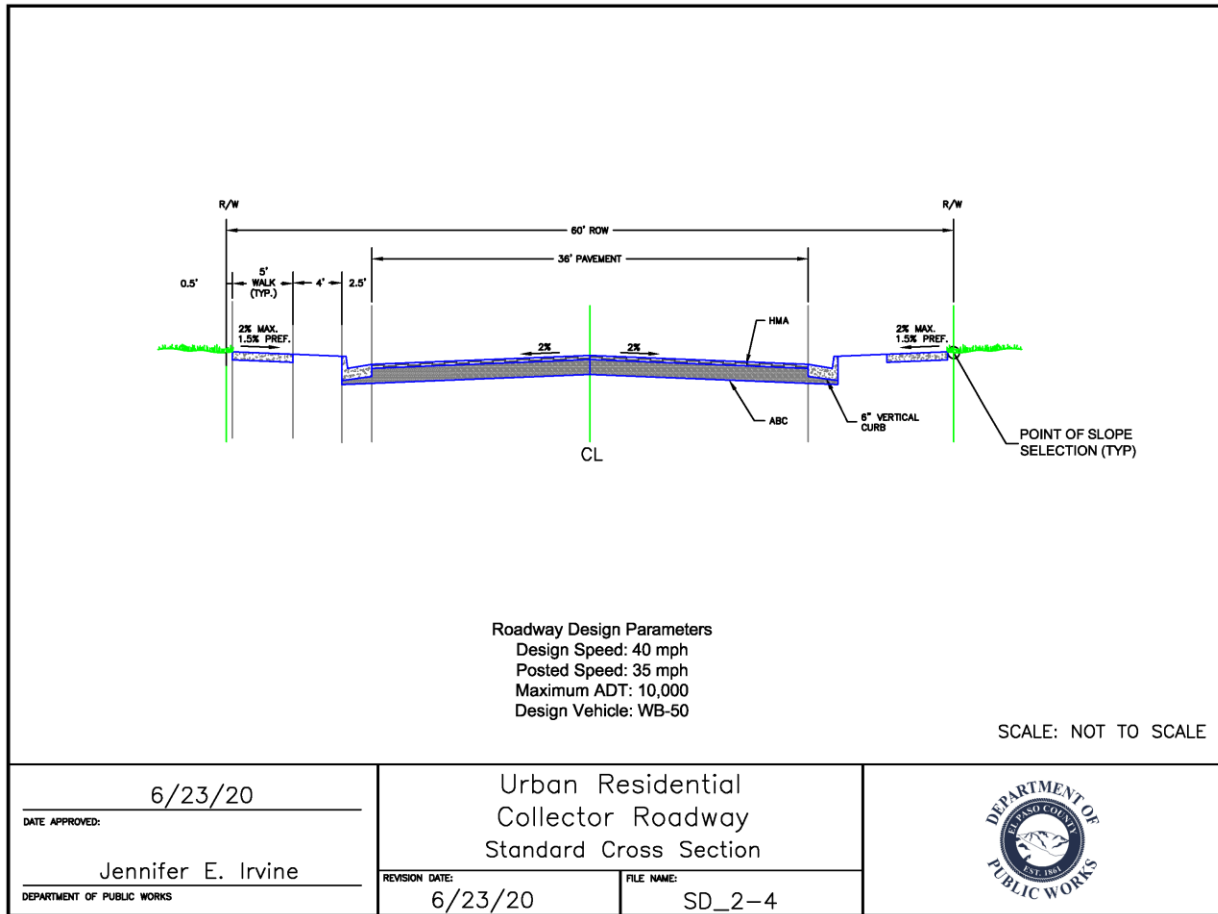 R/W
R/W
60' ROW
36' PAVEMENT
0.5'
5'
WALK
(TYP.)
4'
2.5'
2% MAX.
1.5% PREF.
2%
2%
HMA
2% MAX.
1.5% PREF.
ABC
6" VERTICAL
CURB
POINT OF SLOPE
SELECTION (TYP)
CL
Roadway Design Parameters
Design Speed: 40 mph
Posted Speed: 35 mph
Maximum ADT: 10,000
Design Vehicle: WB-50
SCALE: NOT TO SCALE
6/23/20
DATE APPROVED:
Jennifer E. Irvine
DEPARTMENT OF PUBLIC WORKS
Urban Residential
Collector Roadway
Standard Cross Section
REVISION DATE:
6/23/20
FILE NAME:
SD_2-4
DEPARTMENT OF
EL PASO COUNTY
EST. 1861
PUBLIC WORKS